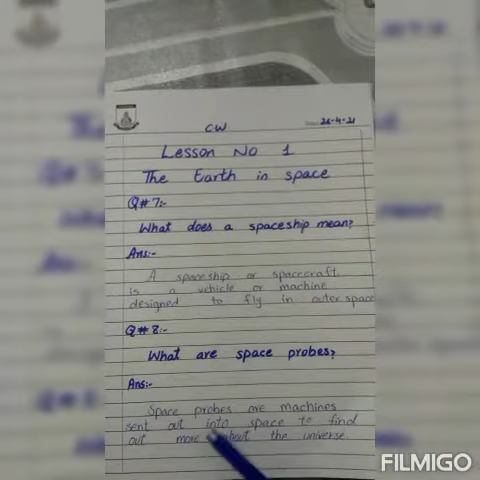 CW
26-4-21
Lesson No 1
The Earth in space
Q#7:-
What does a spaceship mean?
Ans:-
A spaceship or spacecraft
is a vehicle or machine
designed to fly in outer space
Q#8:-
What are space probes?
Ans:-
Space probes are machines
sent out into space to find
out more about the universe
FILMIGO